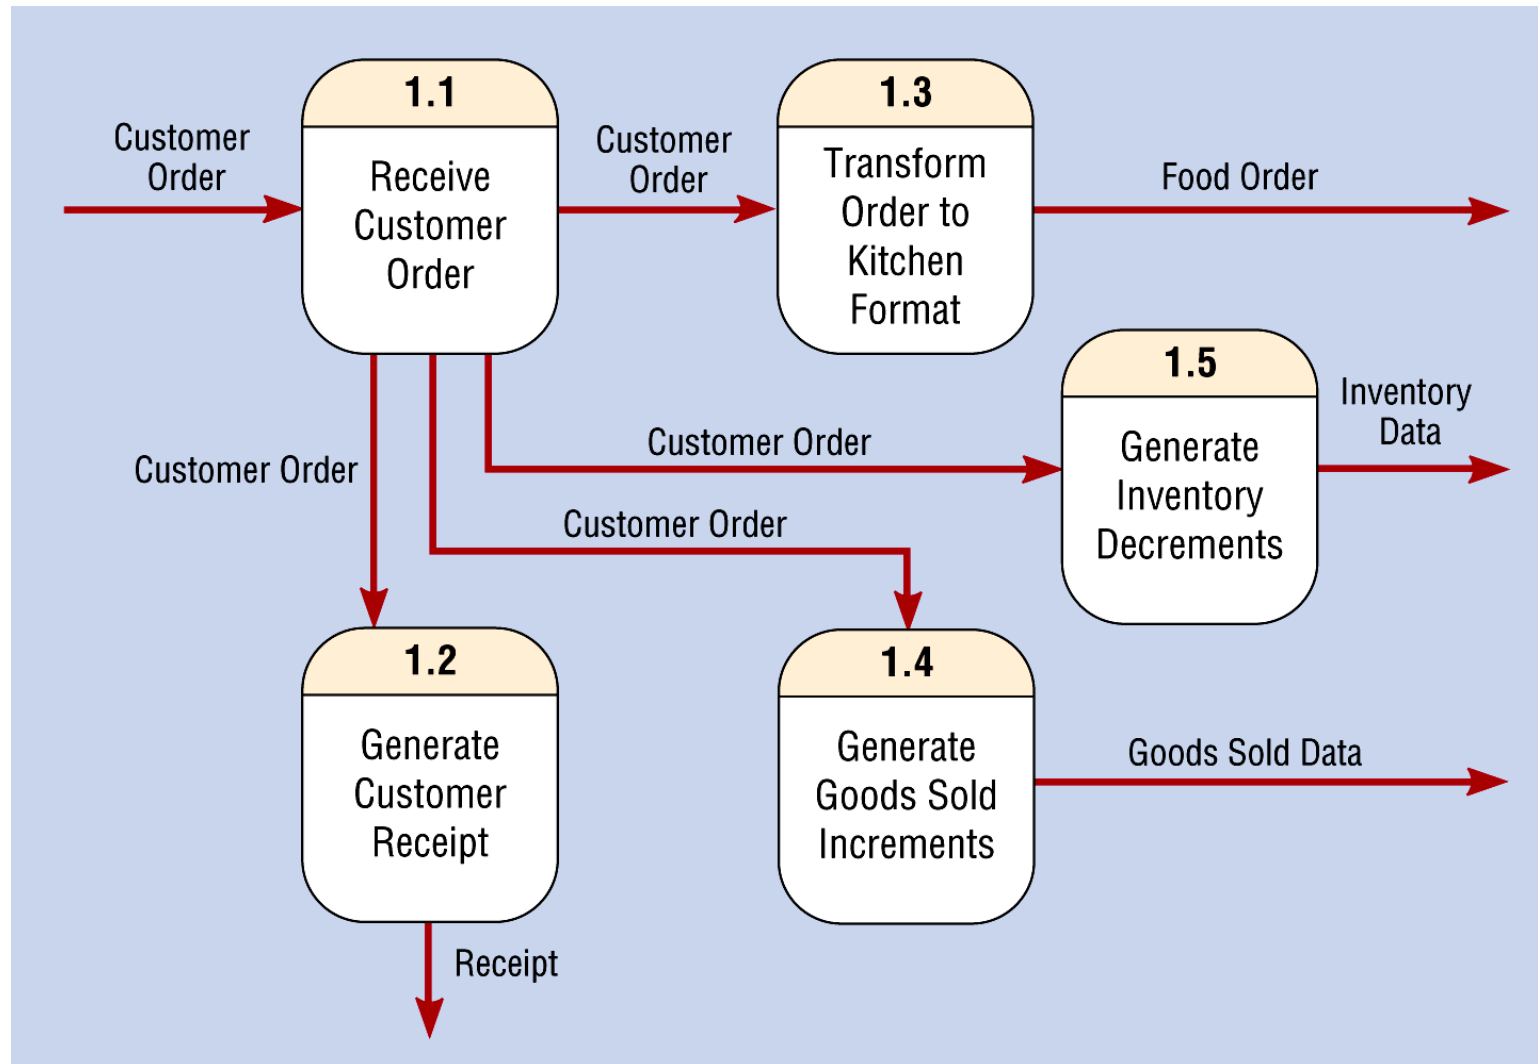 1.1
Receive
Customer
Order
Customer
Order
Customer
Order
1.3
Transform
Order to
Kitchen
Format
Food Order
1.5
Generate
Inventory
Decrements
Inventory
Data
Customer Order
Customer Order
Customer Order
1.2
Generate
Customer
Receipt
1.4
Generate
Goods Sold
Increments
Goods Sold Data
Receipt